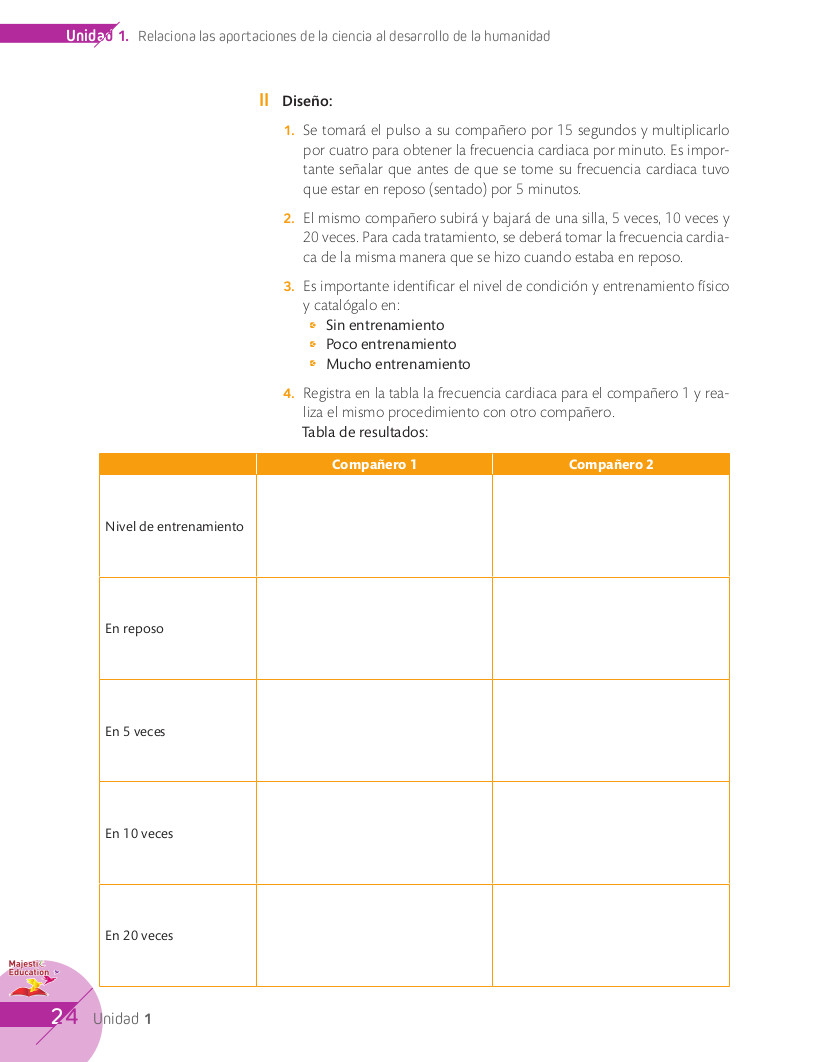 Unidad 1. Relaciona las aportaciones de la ciencia al desarrollo de la humanidad
II Diseño:
1. Se tomará el pulso a su compañero por 15 segundos y multiplicarlo
por cuatro para obtener la frecuencia cardiaca por minuto. Es impor-
tante señalar que antes de que se tome su frecuencia cardiaca tuvo
que estar en reposo (sentado) por 5 minutos.
2. El mismo compañero subirá y bajará de una silla, 5 veces, 10 veces y
20 veces. Para cada tratamiento, se deberá tomar la frecuencia cardia-
ca de la misma manera que se hizo cuando estaba en reposo.
3. Es importante identificar el nivel de condición y entrenamiento físico
y catalógalo en:
Sin entrenamiento
Poco entrenamiento
Mucho entrenamiento
4. Registra en la tabla la frecuencia cardiaca para el compañero 1 y rea-
liza el mismo procedimiento con otro compañero.
Tabla de resultados:
Compañero 1 Compañero 2
Nivel de entrenamiento
En reposo
En 5 veces
En 10 veces
En 20 veces
Majestic
Education
24 Unidad 1